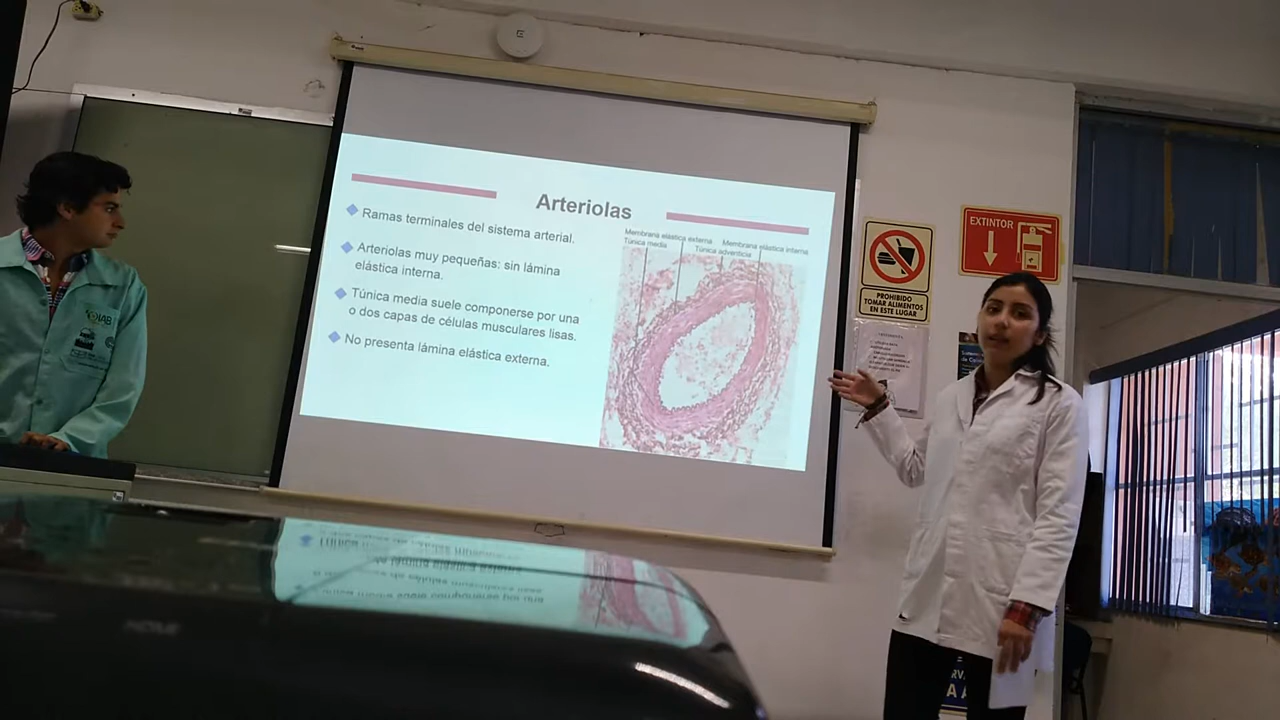 Arteriolas
Ramas terminales del sistema arterial.
Arteriolas muy pequeñas: sin lámina
elástica interna.
Túnica media suele componerse por una
o dos capas de células musculares lisas.
No presenta lámina elástica externa.
Membrana elástica externa
Membrana elástica interna
Túnica media
Túnica adventicia
PROHIBIDO
TOMAR ALIMENTOS
EN ESTE LUGAR
EXTINTOR